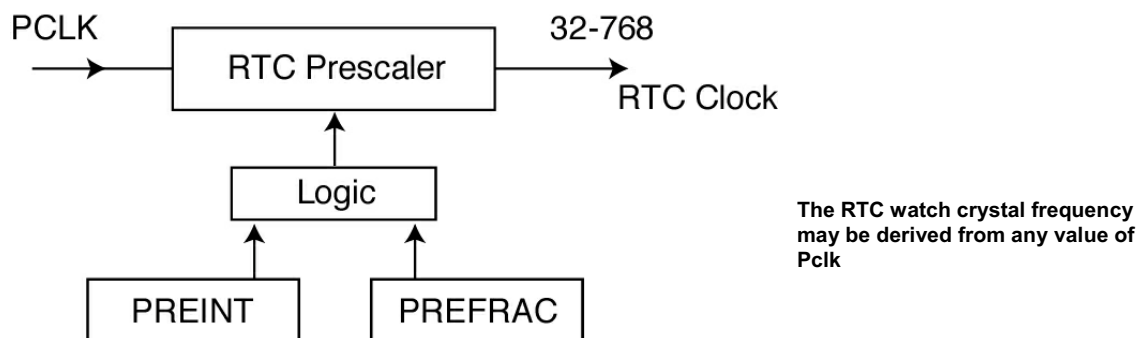 PCLK
32-768
RTC Prescaler
RTC Clock
Logic
The RTC watch crystal frequency
may be derived from any value of
Pclk
PREINT
PREFRAC